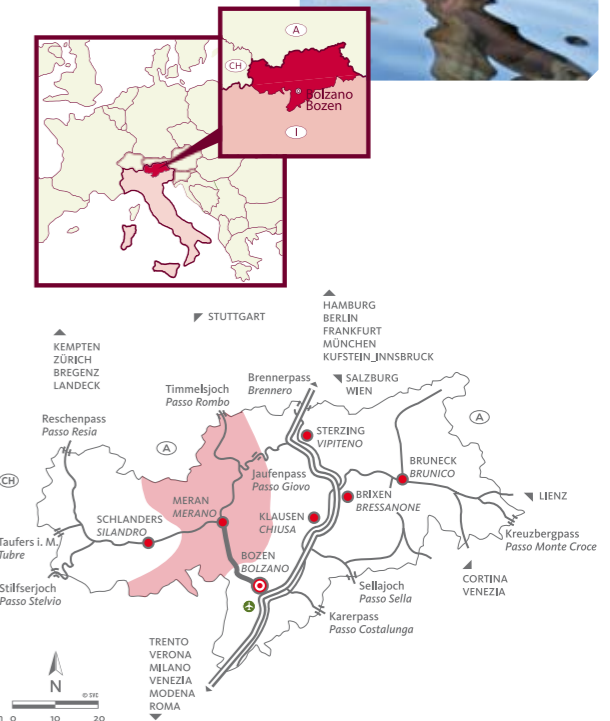 A
CH
Bolzano
Bozen
I
STUTTGART
HAMBURG
BERLIN
FRANKFURT
MÜNCHEN
KUFSTEIN_INNSBRUCK
KEMPTEN
ZÜRICH
BREGENZ
LANDECK
Brennerpass
Brennero
SALZBURG
WIEN
Timmelsjoch
Passo Rombo
Reschenpass
Passo Resia
A
A
STERZING
VIPITENO
BRUNECK
BRUNICO
Jaufenpass
Passo Giovo
CH
MERAN
MERANO
BRIXEN
BRESSANONE
LIENZ
SCHLANDERS
SILANDRO
KLAUSEN
CHIUSA
Kreuzbergpass
Passo Monte Croce
Taufers i. M.
Tubre
BOZEN
BOLZANO
Stilfserjoch
Passo Stelvio
Sellajoch
Passo Sella
CORTINA
VENEZIA
Karerpass
Passo Costalunga
TRENTO
VERONA
MILANO
VENEZIA
MODENA
ROMA
N
© SVE
0 10 20